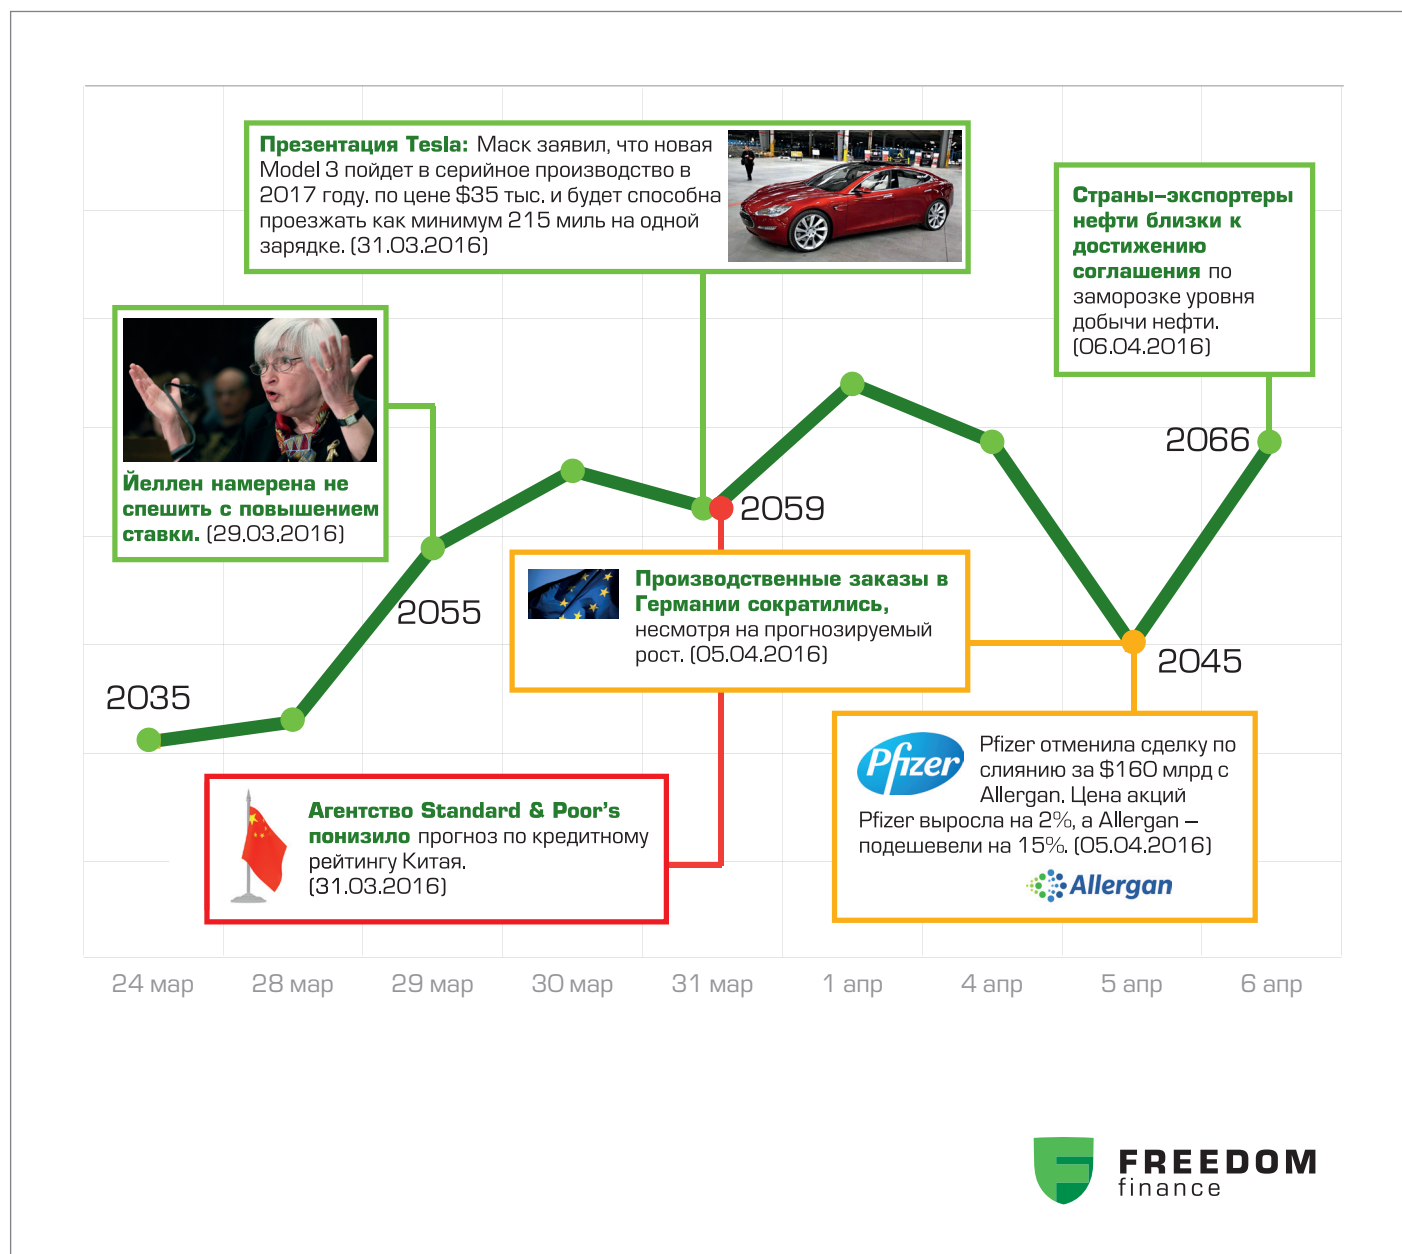 Презентация Tesla: Маск заявил, что новая
Model 3 пойдет в серийное производство в
2017 году, по цене $35 тыс. и будет способна
проезжать как минимум 215 миль на одной
зарядке. (31.03.2016)
Страны-экспортеры
нефти близки к
достижению
соглашения по
заморозке уровня
добычи нефти.
(06.04.2016)
Йеллен намерена не
спешить с повышением
ставки. (29.03.2016)
2066
2059
2055
Производственные заказы в
Германии сократились,
несмотря на прогнозируемый
рост. (05.04.2016)
2045
2035
Pfizer
Pfizer отменила сделку по
слиянию за $160 млрд с
Allergan. Цена акций
Pfizer выросла на 2%, а Allergan –
подешевели на 15%. (05.04.2016)
Allergan
Агентство Standard & Poor's
понизило прогноз по кредитному
рейтингу Китая.
(31.03.2016)
24 мар 28 мар 29 мар 30 мар 31 мар 1 апр 4 апр 5 апр 6 апр
FREEDOM
finance